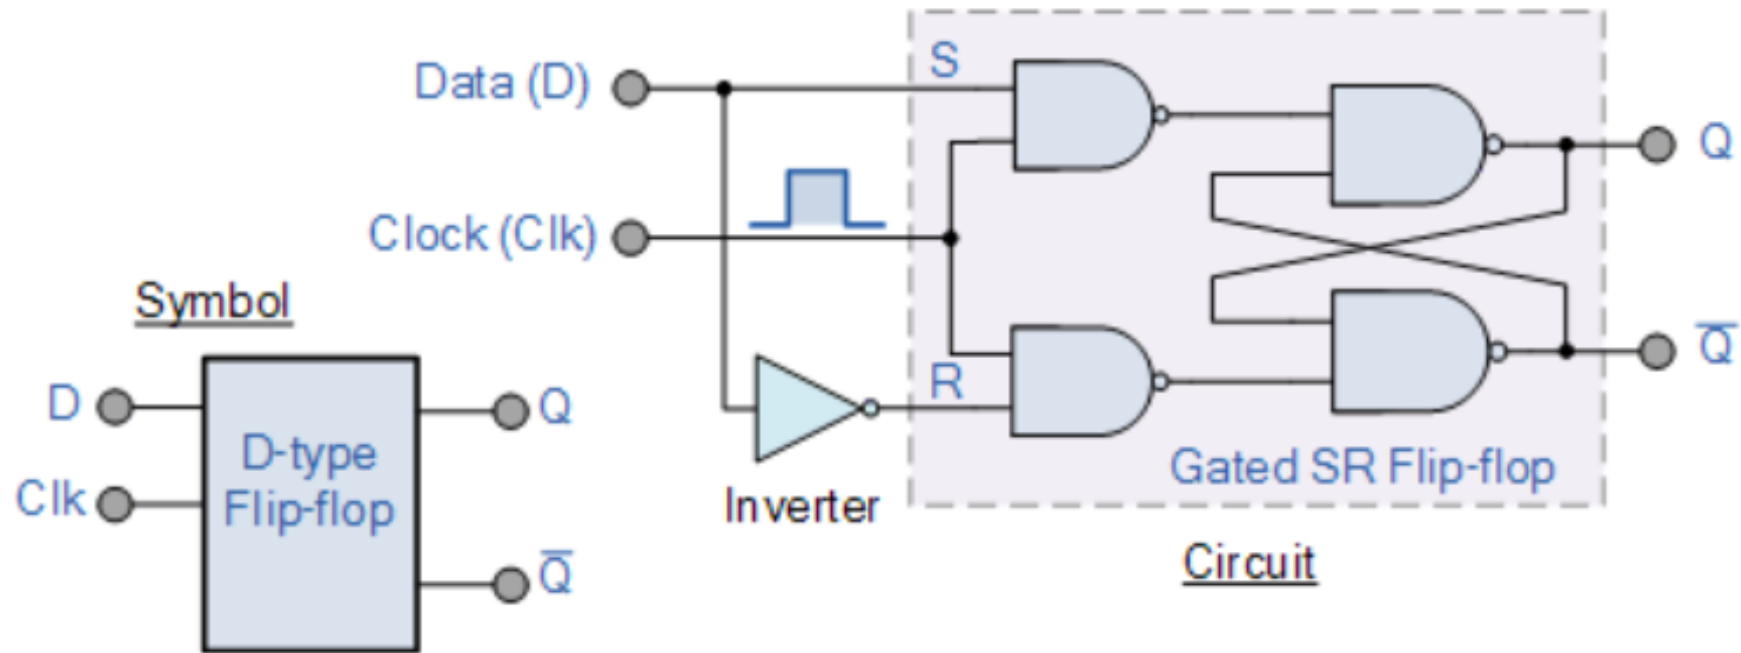 Data (D)
S
Q
Clock (Clk)
Symbol
R
Q̅
D
Q
D-type
Flip-flop
Gated SR Flip-flop
Clk
Inverter
Q̅
Circuit